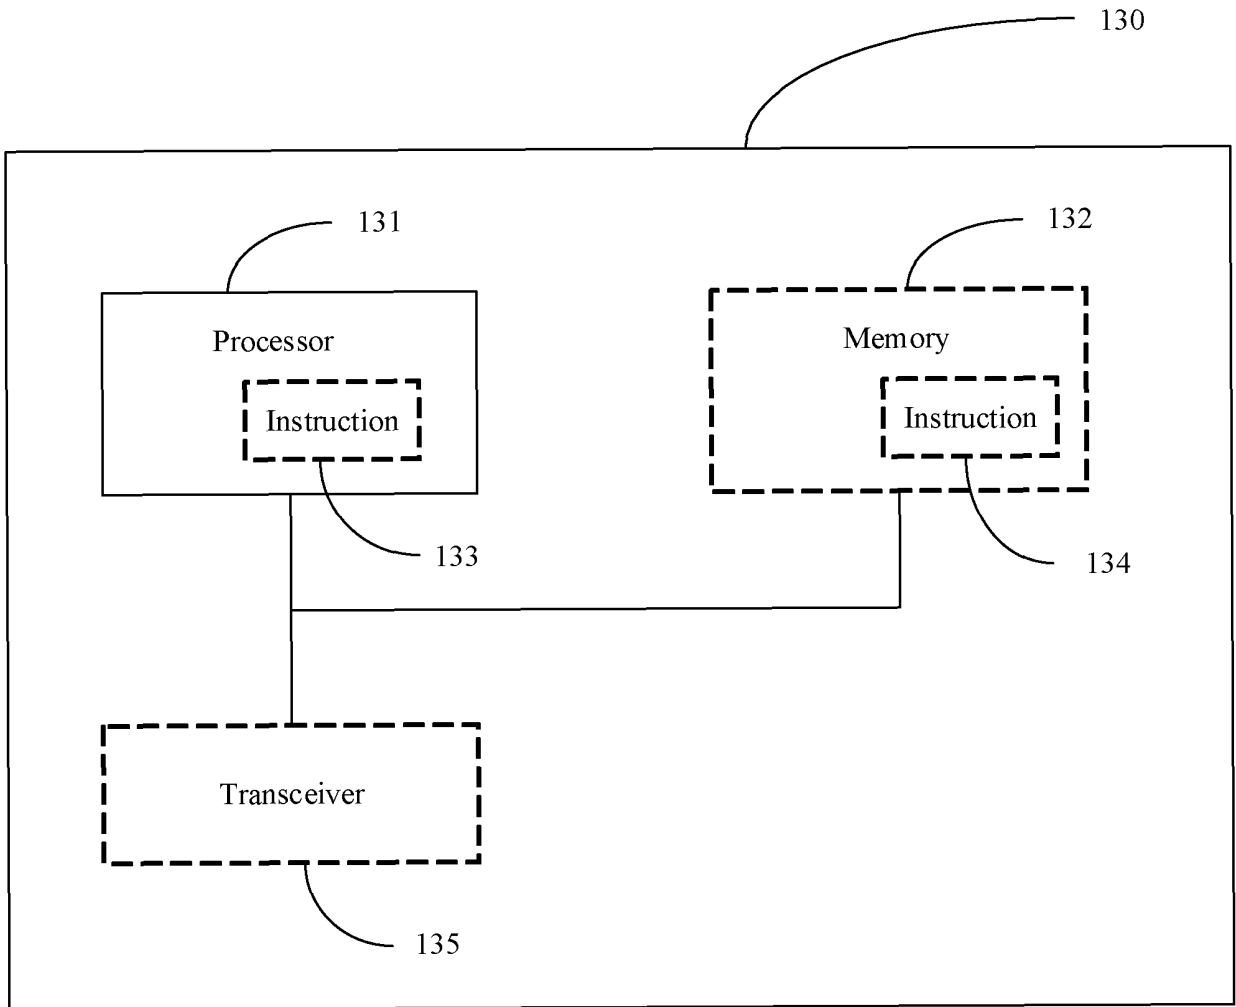 130
131
132
Processor
Memory
Instruction
Instruction
133
134
Transceiver
135